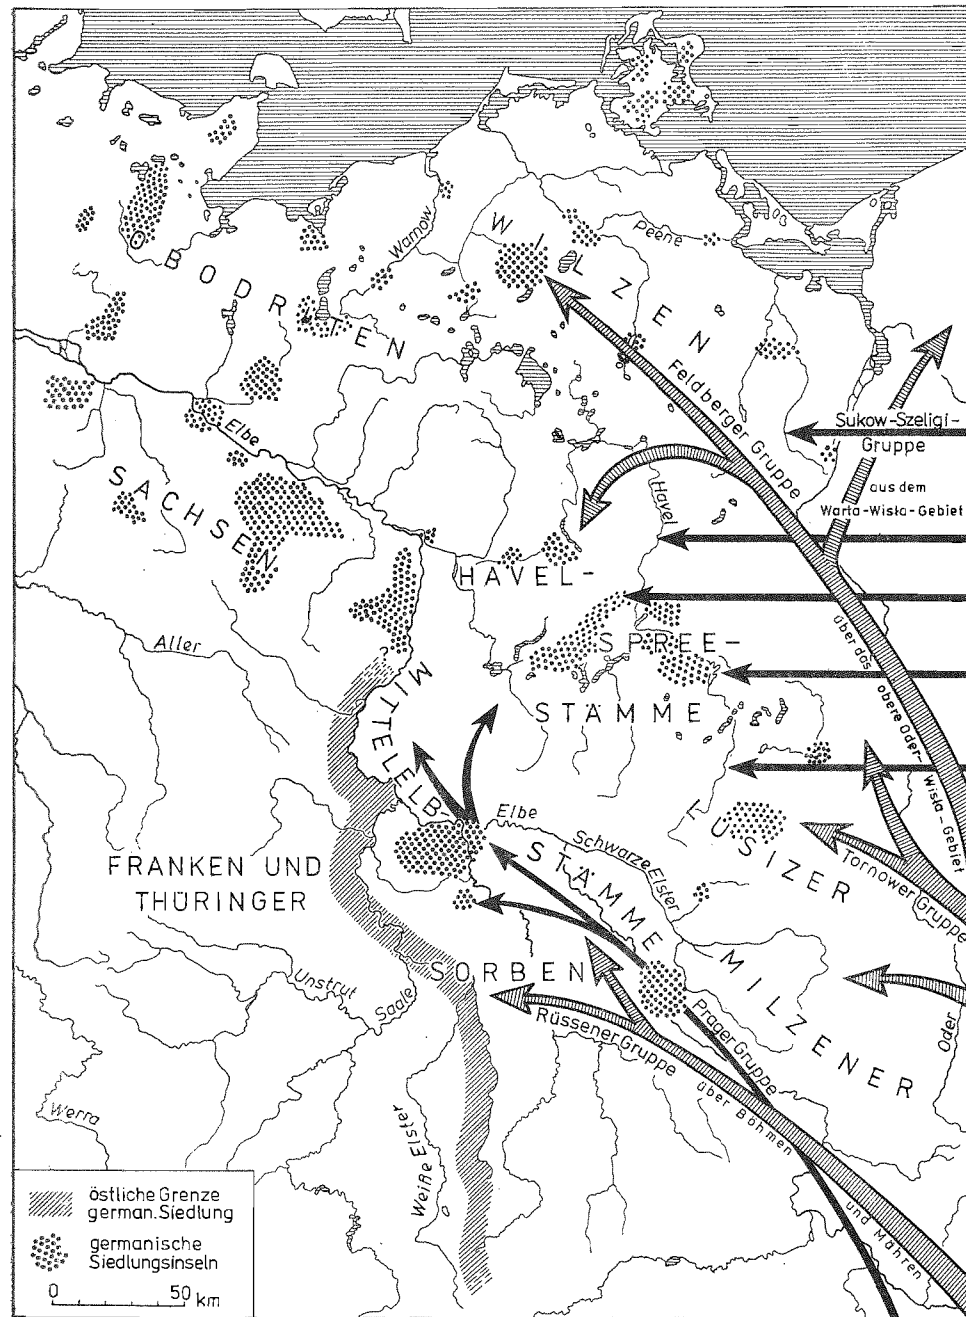 BODRITEN
WILZEN
Warnow
Peene
Elbe
SACHSEN
Feldberger Gruppe
Sukow-Szeligi-
Gruppe
aus dem
Warta-Wisła-Gebiet
Havel
HAVEL-
SPREE-
STÄMME
Aller
über das obere Oder-Wisła-Gebiet
?
MITTELELB
STÄMME
Elbe
Schwarze Elster
LUSIZER
Tornower Gruppe
FRANKEN UND
THÜRINGER
SORBEN
MILZENER
Unstrut
Saale
Rüssener Gruppe
Prager Gruppe
über Böhmen
und Mähren
Oder
Werra
Weiße Elster
östliche Grenze
german. Siedlung
germanische
Siedlungsinseln
0 50 km